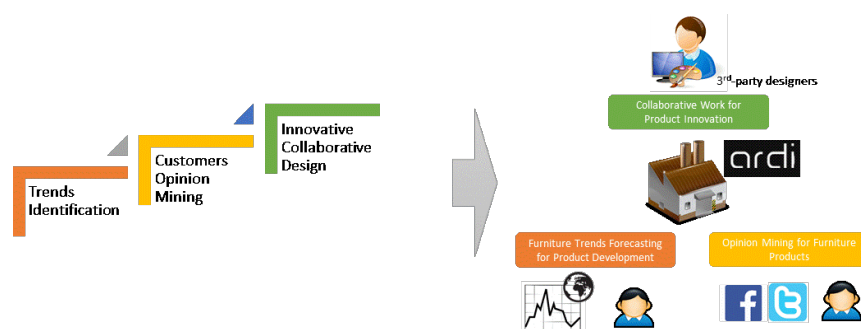 Trends
Identification
Customers
Opinion
Mining
Innovative
Collaborative
Design
3rd-party designers
Collaborative Work for
Product Innovation
ardi
Furniture Trends Forecasting
for Product Development
Opinion Mining for Furniture
Products